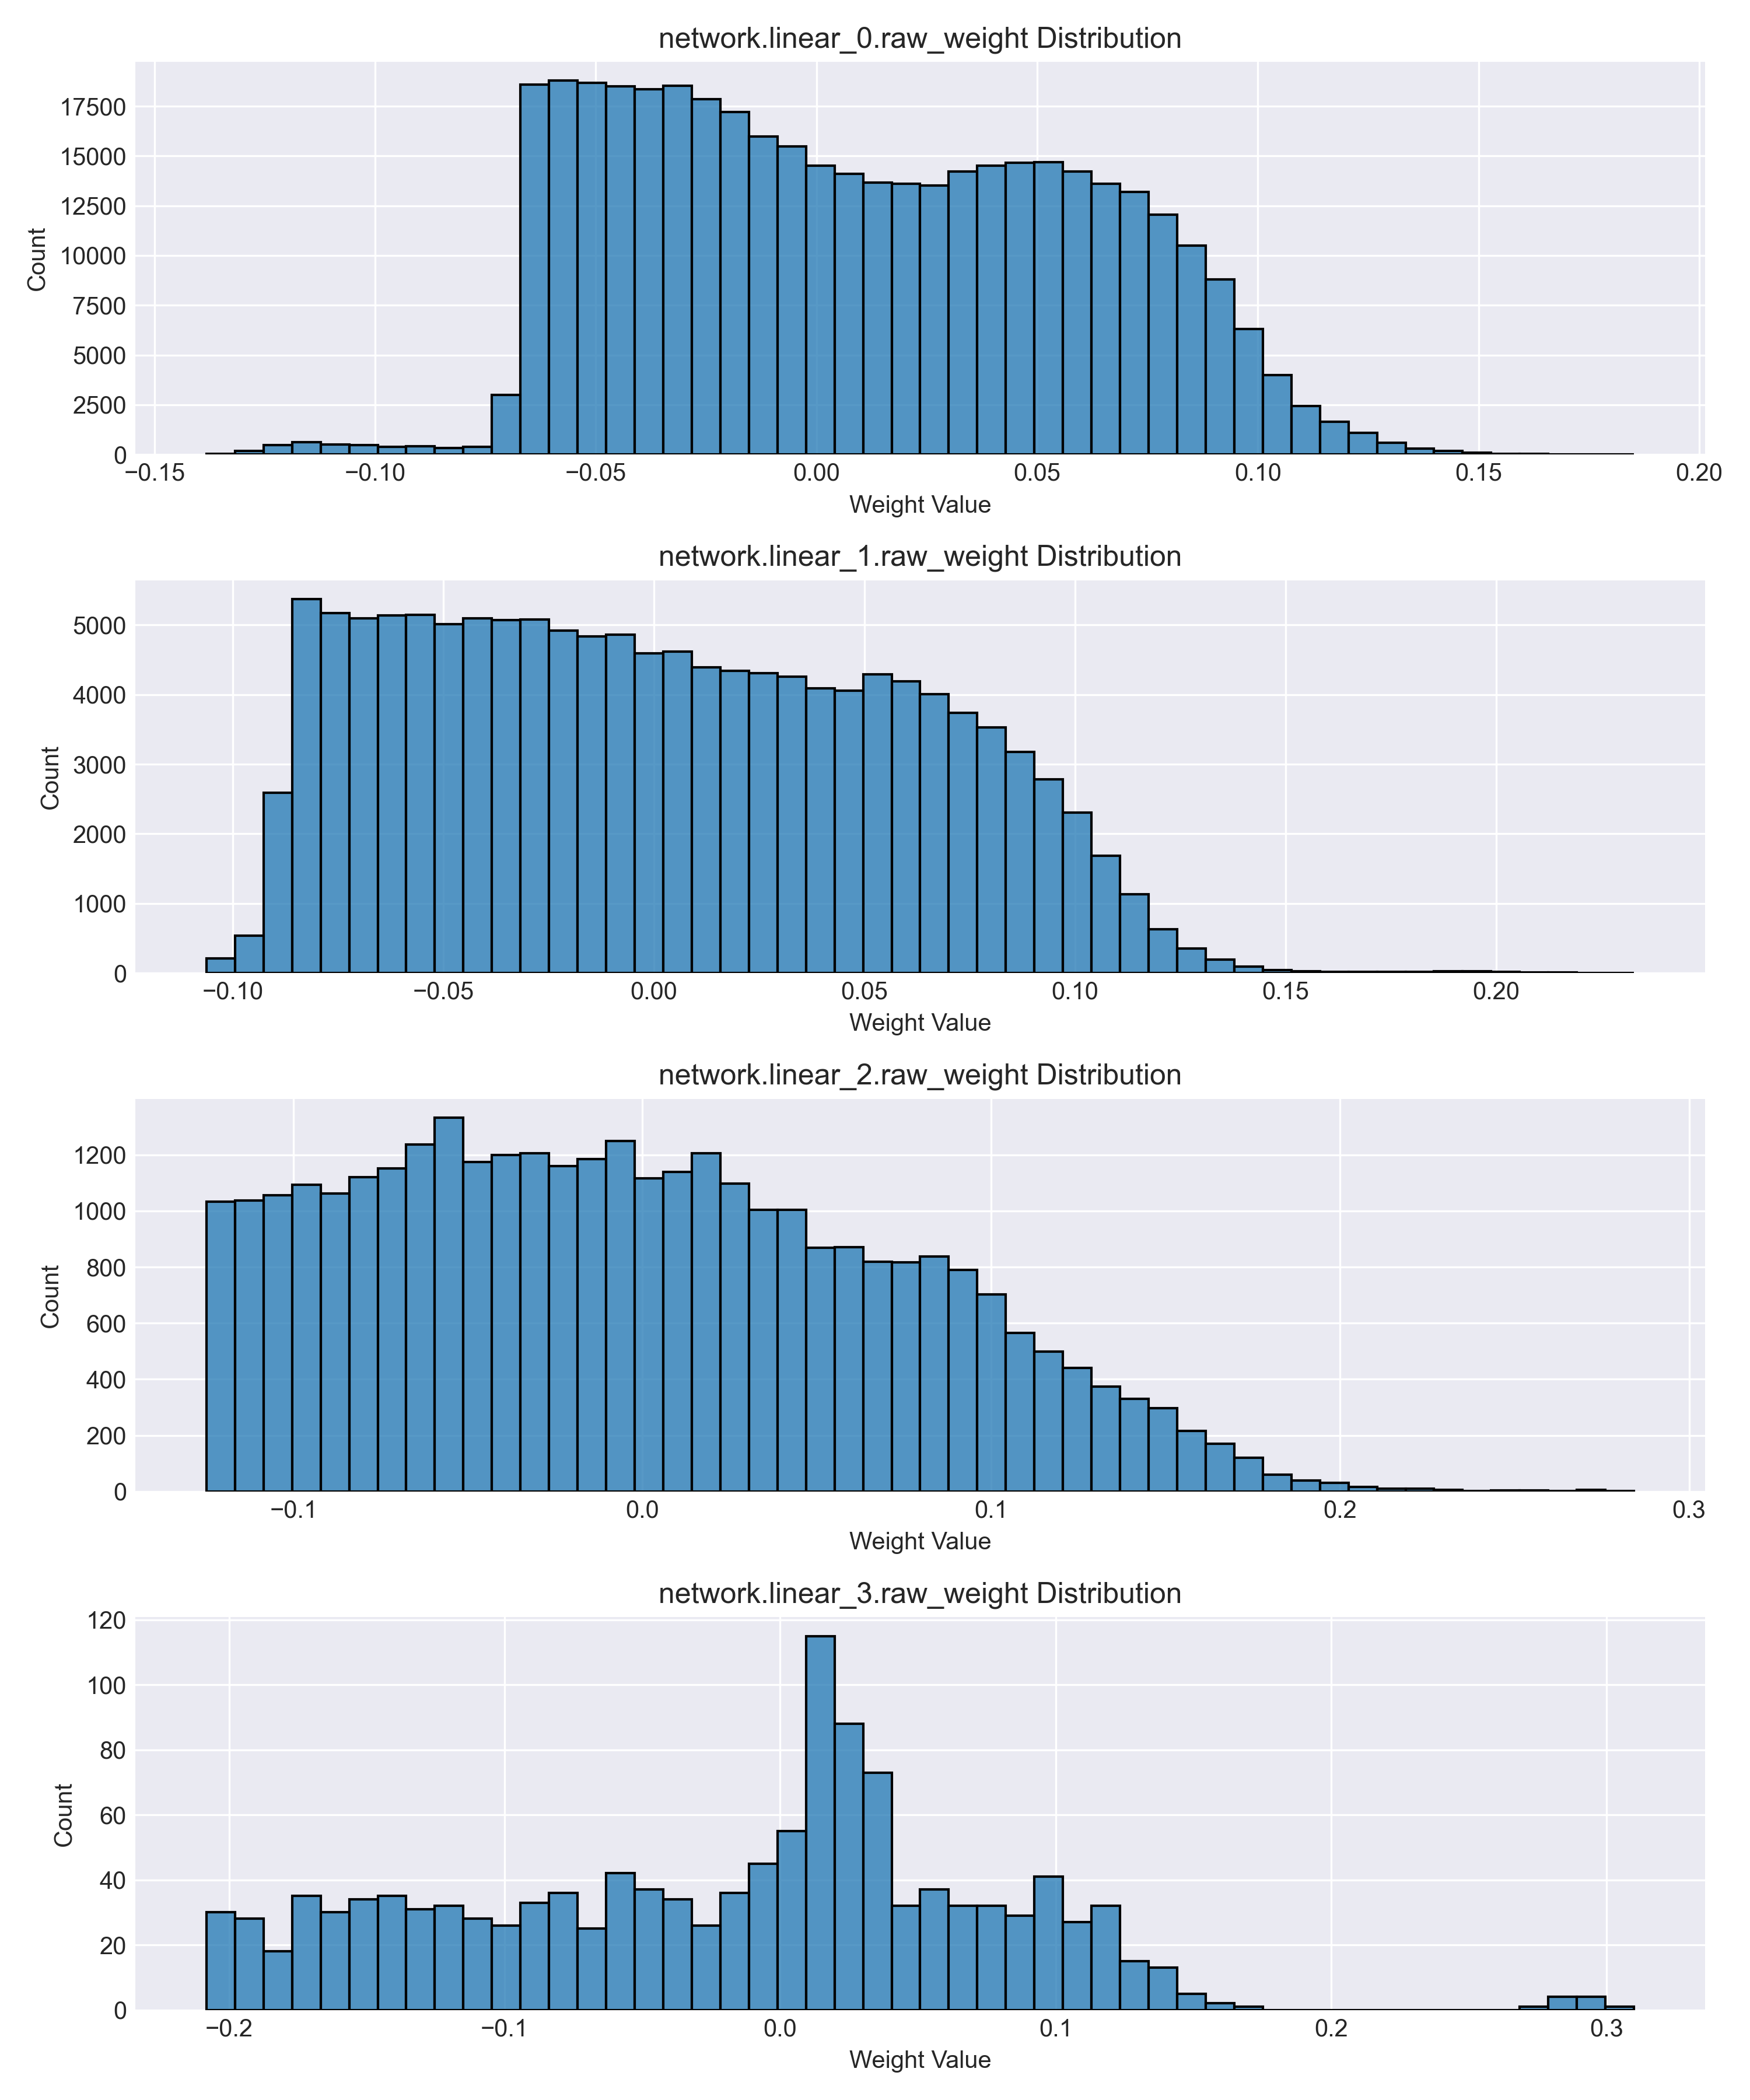 network.linear_0.raw_weight Distribution
17500
15000
12500
10000
7500
5000
2500
0
Count
−0.15 −0.10 −0.05 0.00 0.05 0.10 0.15 0.20
Weight Value
network.linear_1.raw_weight Distribution
5000
4000
3000
2000
1000
0
Count
−0.10 −0.05 0.00 0.05 0.10 0.15 0.20
Weight Value
network.linear_2.raw_weight Distribution
1200
1000
800
600
400
200
0
Count
−0.1 0.0 0.1 0.2 0.3
Weight Value
network.linear_3.raw_weight Distribution
120
100
80
60
40
20
0
Count
−0.2 −0.1 0.0 0.1 0.2 0.3
Weight Value